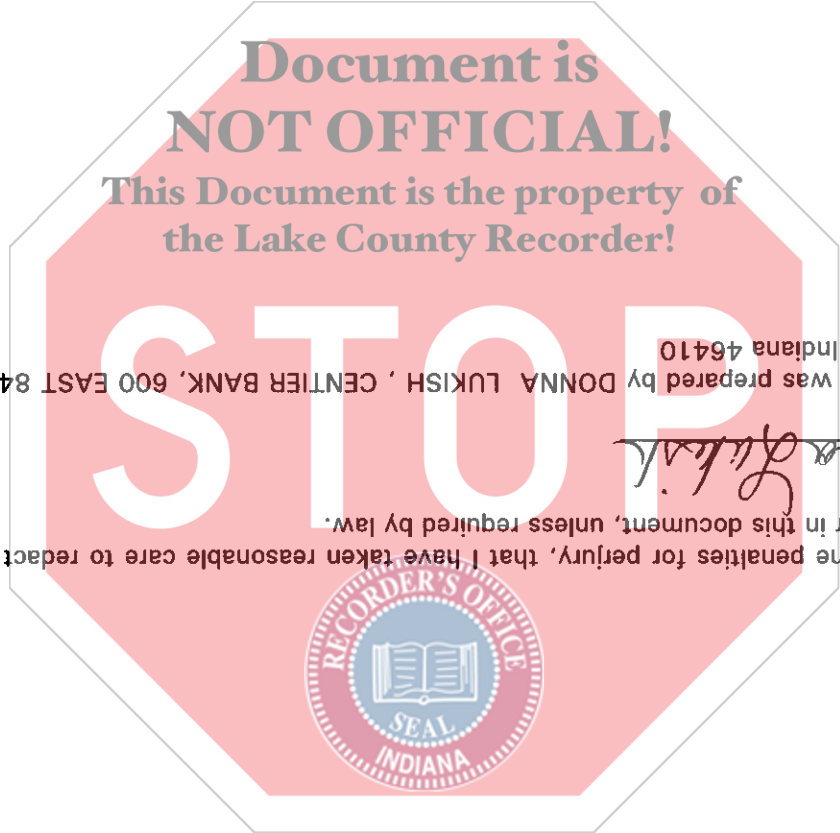 Document is
NOT OFFICIAL!
This Document is the property of
the Lake County Recorder!
STOP
RECORDER'S OFFICE
SEAL
INDIANA
ne penalties for perjury, that I have taken reasonable care to redact
r in this document, unless required by law.
Lukish
was prepared by DONNA LUKISH , CENTIER BANK, 600 EAST 84
Indiana 46410